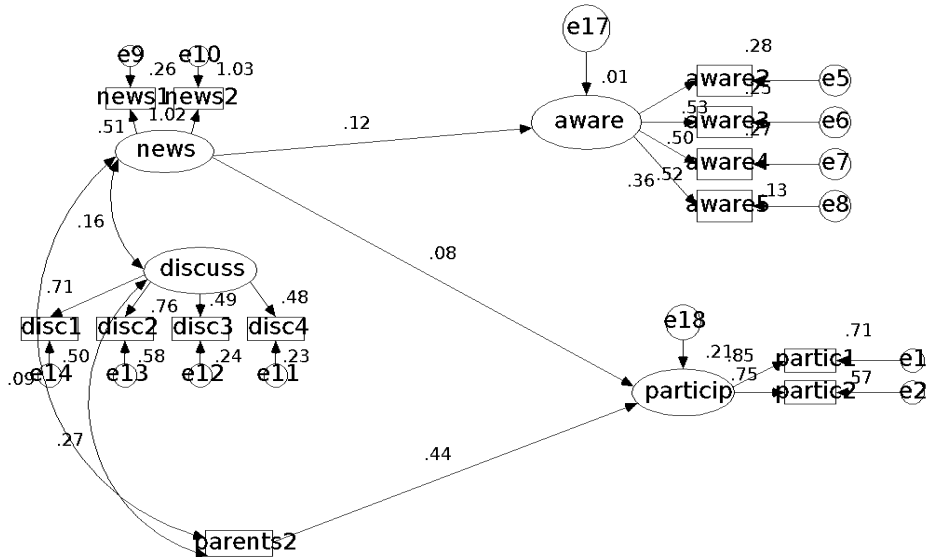 e17
.28
e9 e10
.26 1.03
.01 aware2 e5
.25
news1 news2
1.02
.51
.53 aware3 e6
aware
.12
.27
.50
news
aware4 e7
.52
.36
.13
aware5 e8
.16
.08
discuss
.71 .76 .49 .48
disc1 disc2 disc3 disc4
e18
.71
.50 .58 .24 .23
.21 .85 partic1 e1
e14 e13 e12 e11
.09
.75 .57
particip partic2 e2
.27
.44
parents2